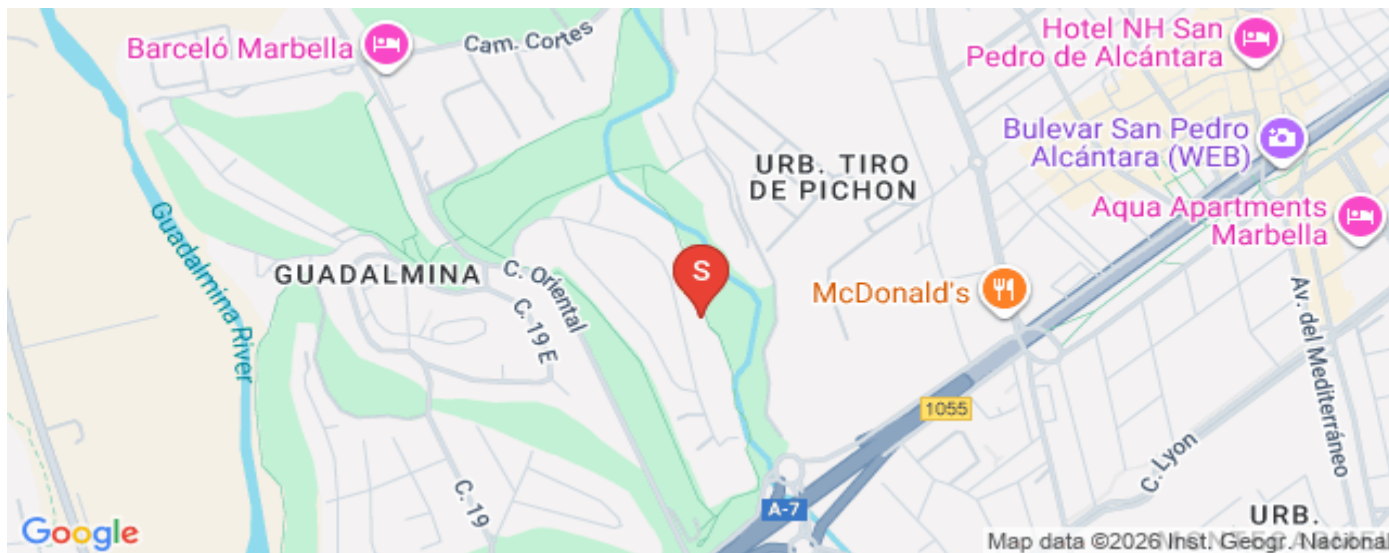 Barceló Marbella
Cam. Cortes
Hotel NH San
Pedro de Alcántara
Bulevar San Pedro
Alcántara (WEB)
URB. TIRO
DE PICHON
Aqua Apartments
Marbella
Guadalmina River
GUADALMINA
C. Oriental
C. 19 E
S
McDonald's
Av. del Mediterráneo
1055
C. Lyon
C. 19
A-7
URB.
Google
Map data ©2026 Inst. Geogr. Nacional